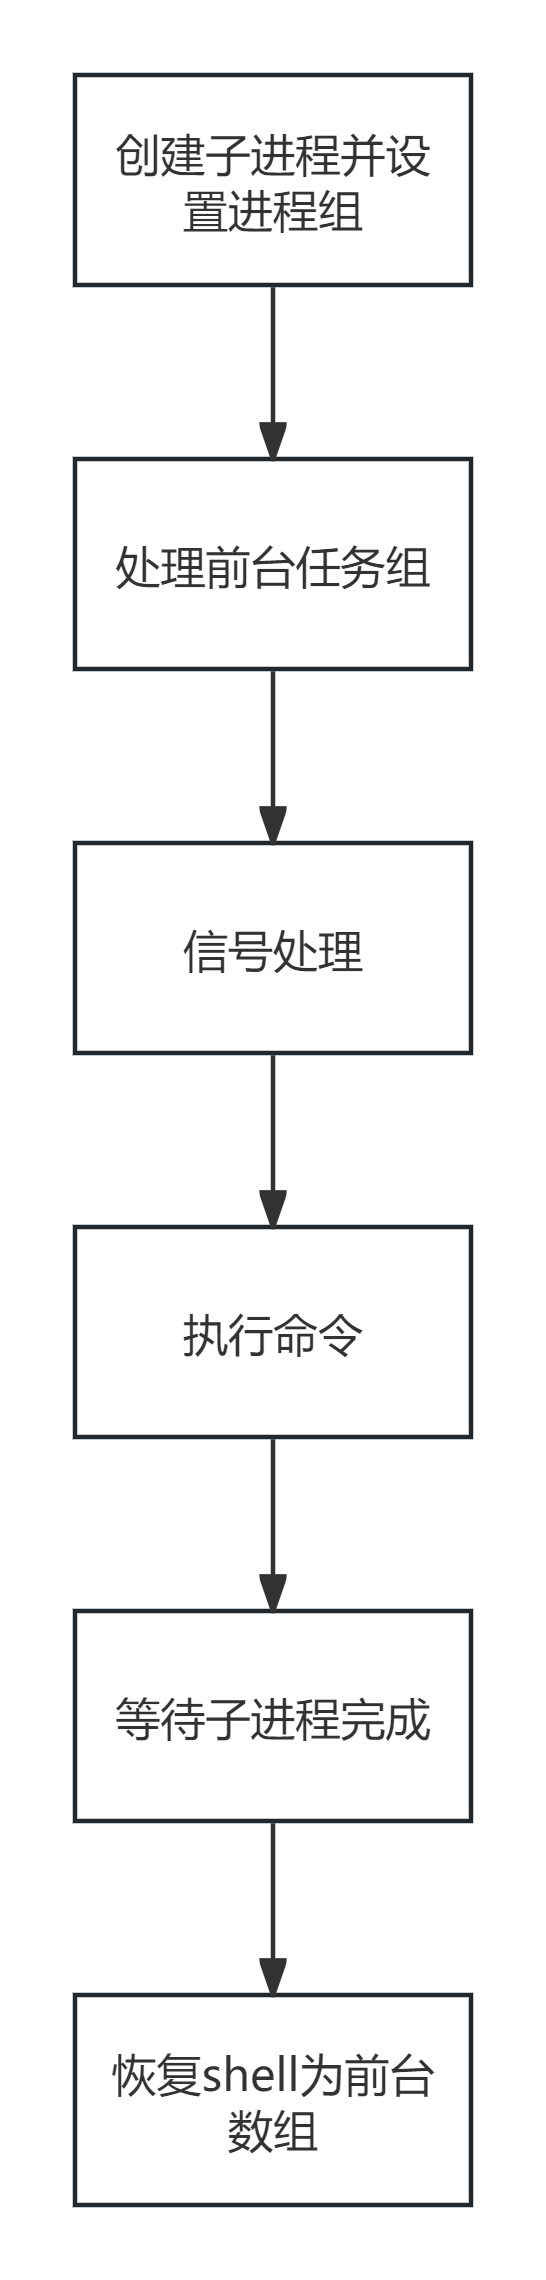 创建子进程并设
置进程组
处理前台任务组
信号处理
执行命令
等待子进程完成
恢复shell为前台
数组